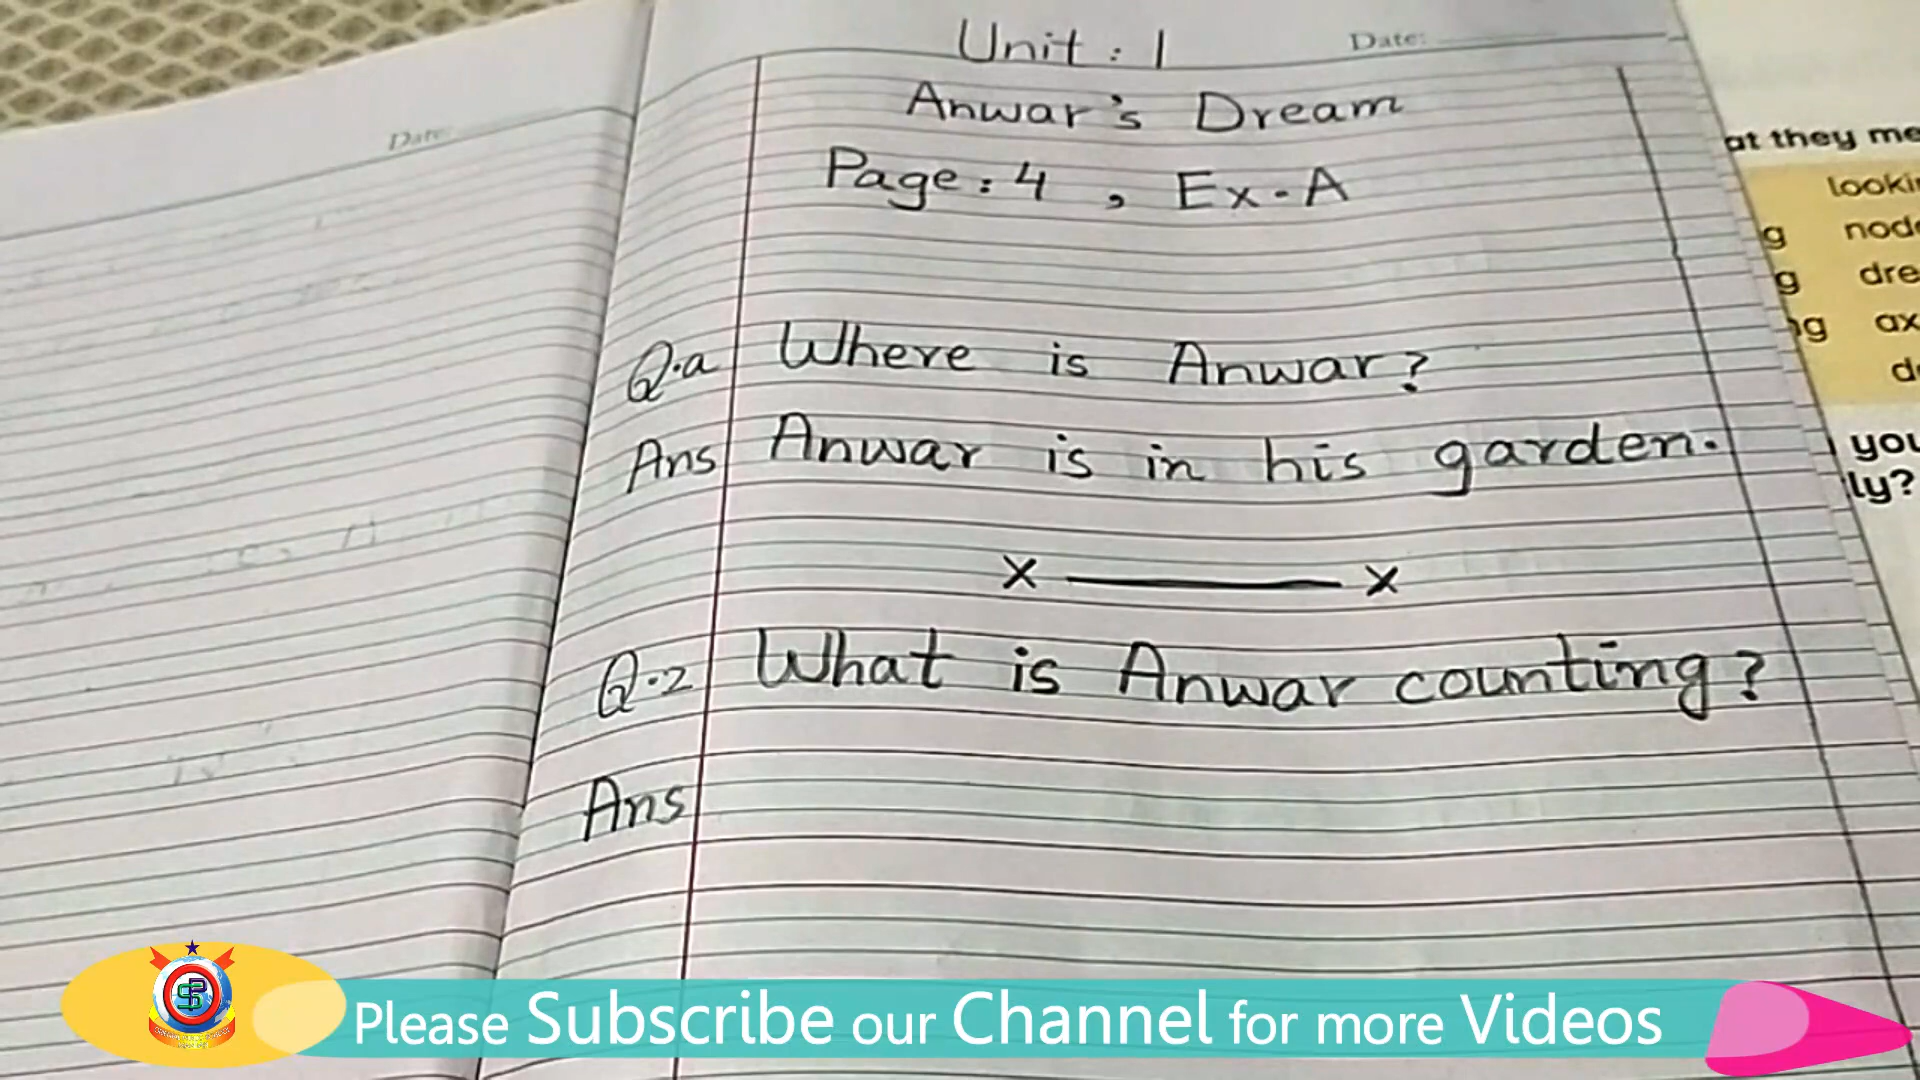 Unit : 1
Date:
Anwar's Dream
Page : 4 , Ex - A
Q.a Where is Anwar?
Ans Anwar is in his garden.
x ——— x
Q.2 What is Anwar counting?
Ans
Date:
at they me
looki
g node
g dre
ng ax
de
you
ly?
Please Subscribe our Channel for more Videos